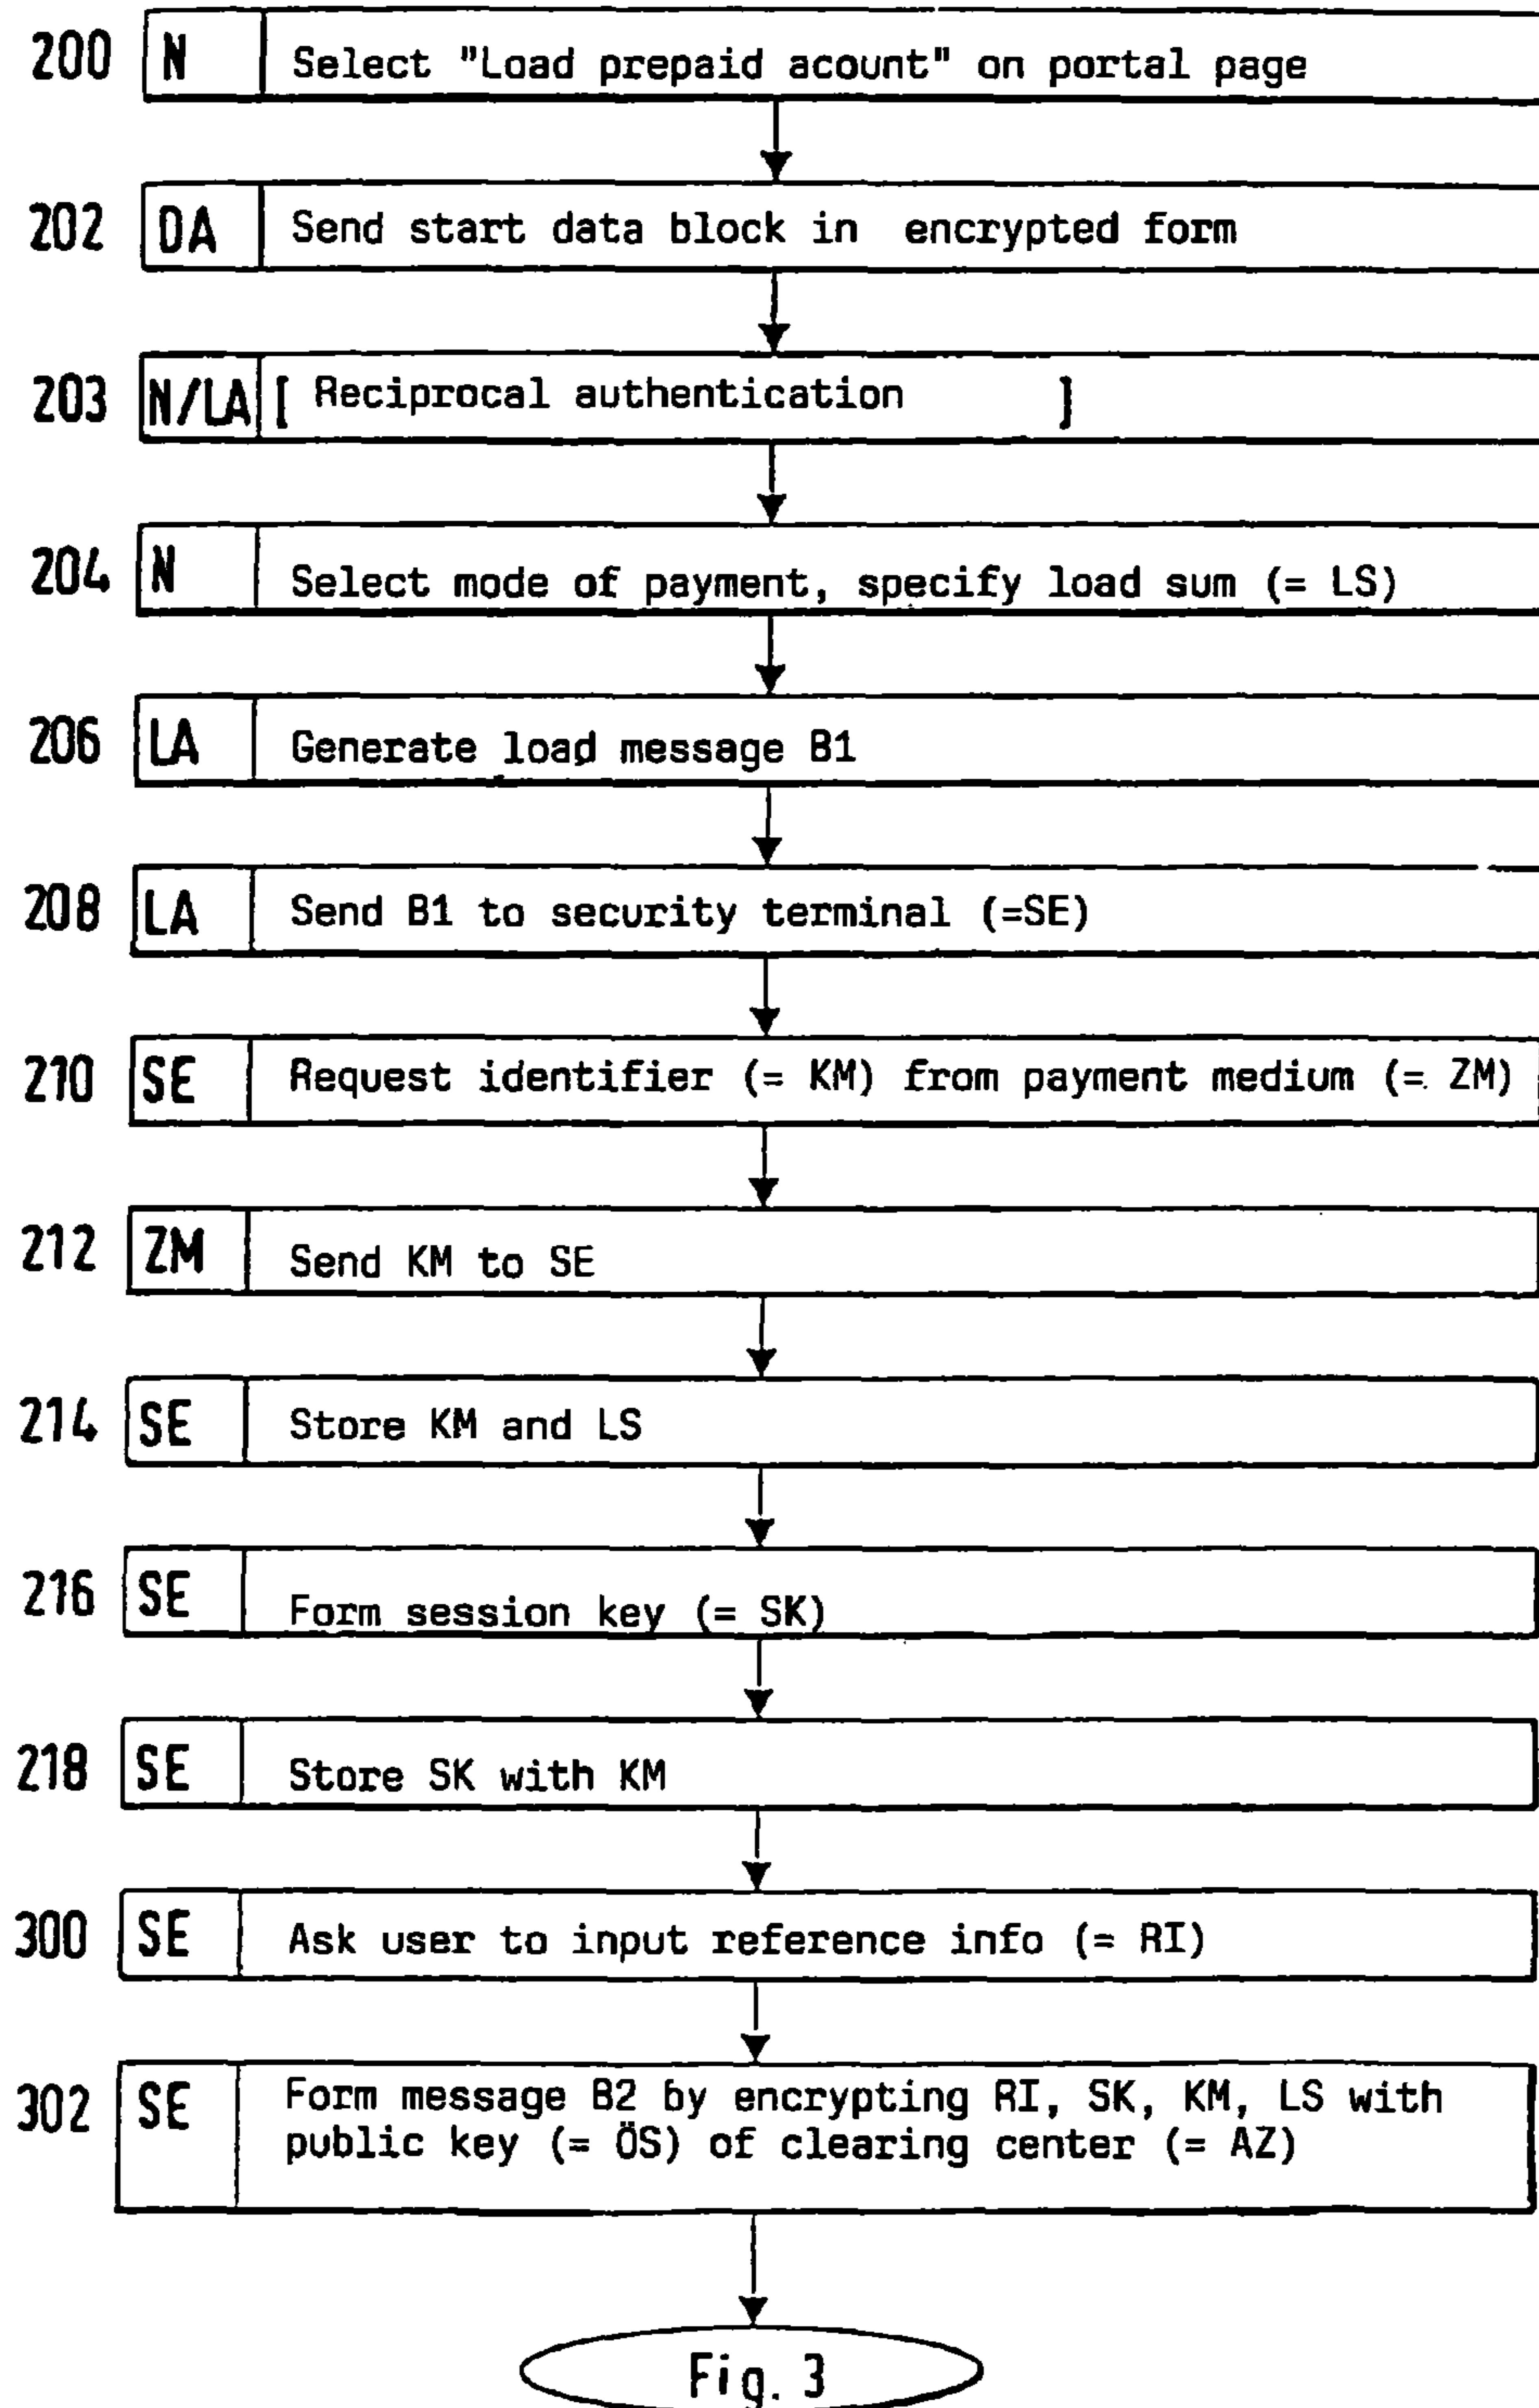 200 N Select "Load prepaid acount" on portal page
202 DA Send start data block in encrypted form
203 N/LA [ Reciprocal authentication ]
204 N Select mode of payment, specify load sum (= LS)
206 LA Generate load message B1
208 LA Send B1 to security terminal (=SE)
210 SE Request identifier (= KM) from payment medium (= ZM)
212 ZM Send KM to SE
214 SE Store KM and LS
216 SE Form session key (= SK)
218 SE Store SK with KM
300 SE Ask user to input reference info (= RI)
302 SE Form message B2 by encrypting RI, SK, KM, LS with
public key (= ÖS) of clearing center (= AZ)
Fig. 3